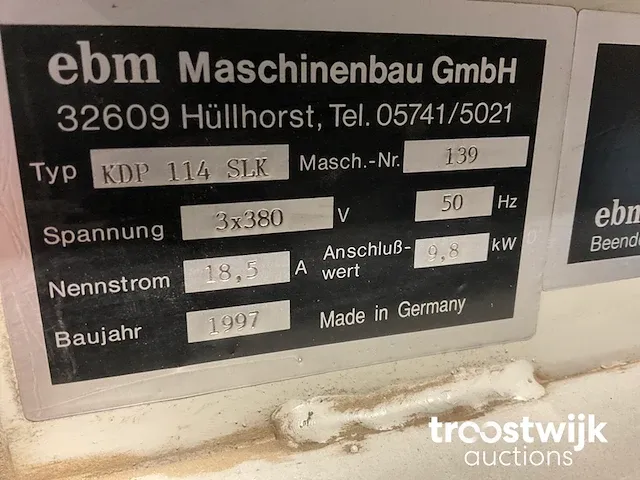 ebm Maschinenbau GmbH
32609 Hüllhorst, Tel. 05741/5021
Typ KDP 114 SLK Masch.-Nr. 139
Spannung 3x380 V 50 Hz
Nennstrom 18,5 A Anschluß-
wert 9,8 kW
Baujahr 1997 Made in Germany
ebm
troostwijk
auctions